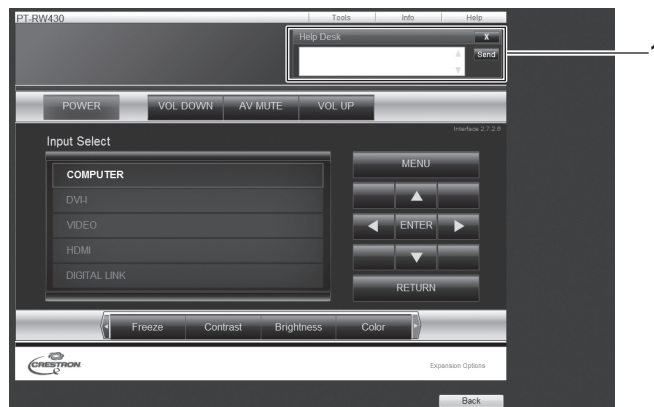 PT-RW430 Tools Info Help
Help Desk X
Send
1
POWER VOL DOWN AV MUTE VOL UP
Interface 2.7.2.6
Input Select
COMPUTER
DVI-I
VIDEO
HDMI
DIGITAL LINK
MENU
ENTER
RETURN
Freeze Contrast Brightness Color
CRESTRON
Expansion Options
Back